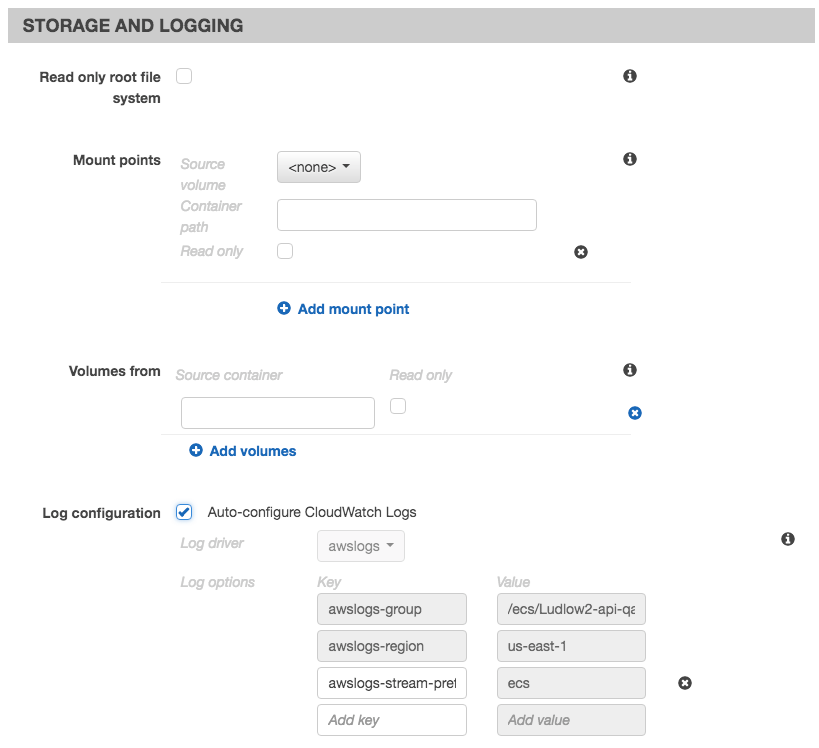 STORAGE AND LOGGING
Read only root file
system
Mount points
Source
volume
<none>
Container
path
Read only
Add mount point
Volumes from
Source container
Read only
Add volumes
Log configuration
Auto-configure CloudWatch Logs
Log driver
awslogs
Log options
Key
Value
awslogs-group
/ecs/Ludlow2-api-qa
awslogs-region
us-east-1
awslogs-stream-pref
ecs
Add key
Add value